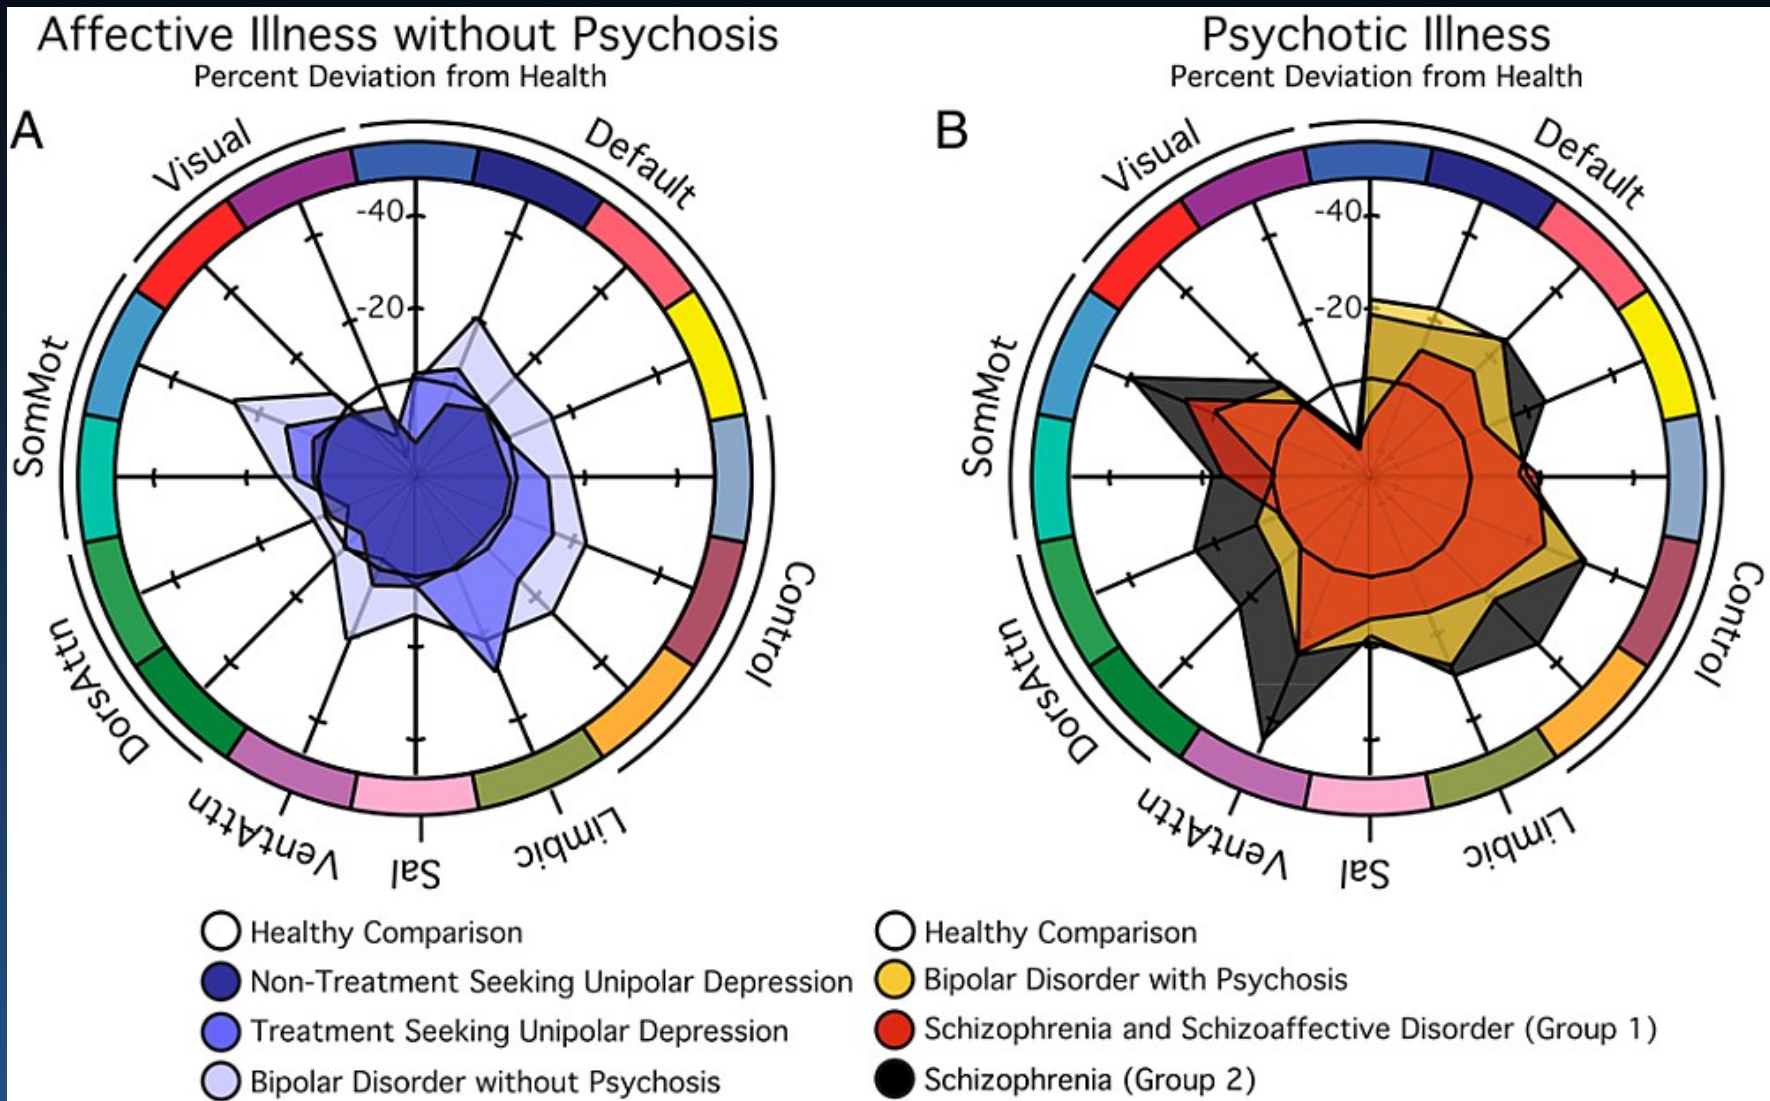 Affective Illness without Psychosis
Percent Deviation from Health
A
Visual
Default
-40
-20
SomMot
Control
DorsAttn
VentAttn
Sal
Limbic
Healthy Comparison
Non-Treatment Seeking Unipolar Depression
Treatment Seeking Unipolar Depression
Bipolar Disorder without Psychosis
Psychotic Illness
Percent Deviation from Health
B
Visual
Default
-40
-20
SomMot
Control
DorsAttn
VentAttn
Sal
Limbic
Healthy Comparison
Bipolar Disorder with Psychosis
Schizophrenia and Schizoaffective Disorder (Group 1)
Schizophrenia (Group 2)